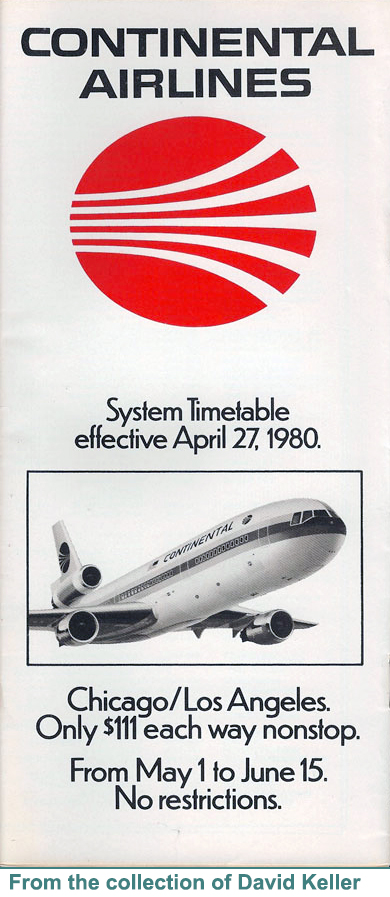 CONTINENTAL
AIRLINES
System Timetable
effective April 27, 1980.
CONTINENTAL
Chicago/Los Angeles.
Only $111 each way nonstop.
From May 1 to June 15.
No restrictions.
From the collection of David Keller